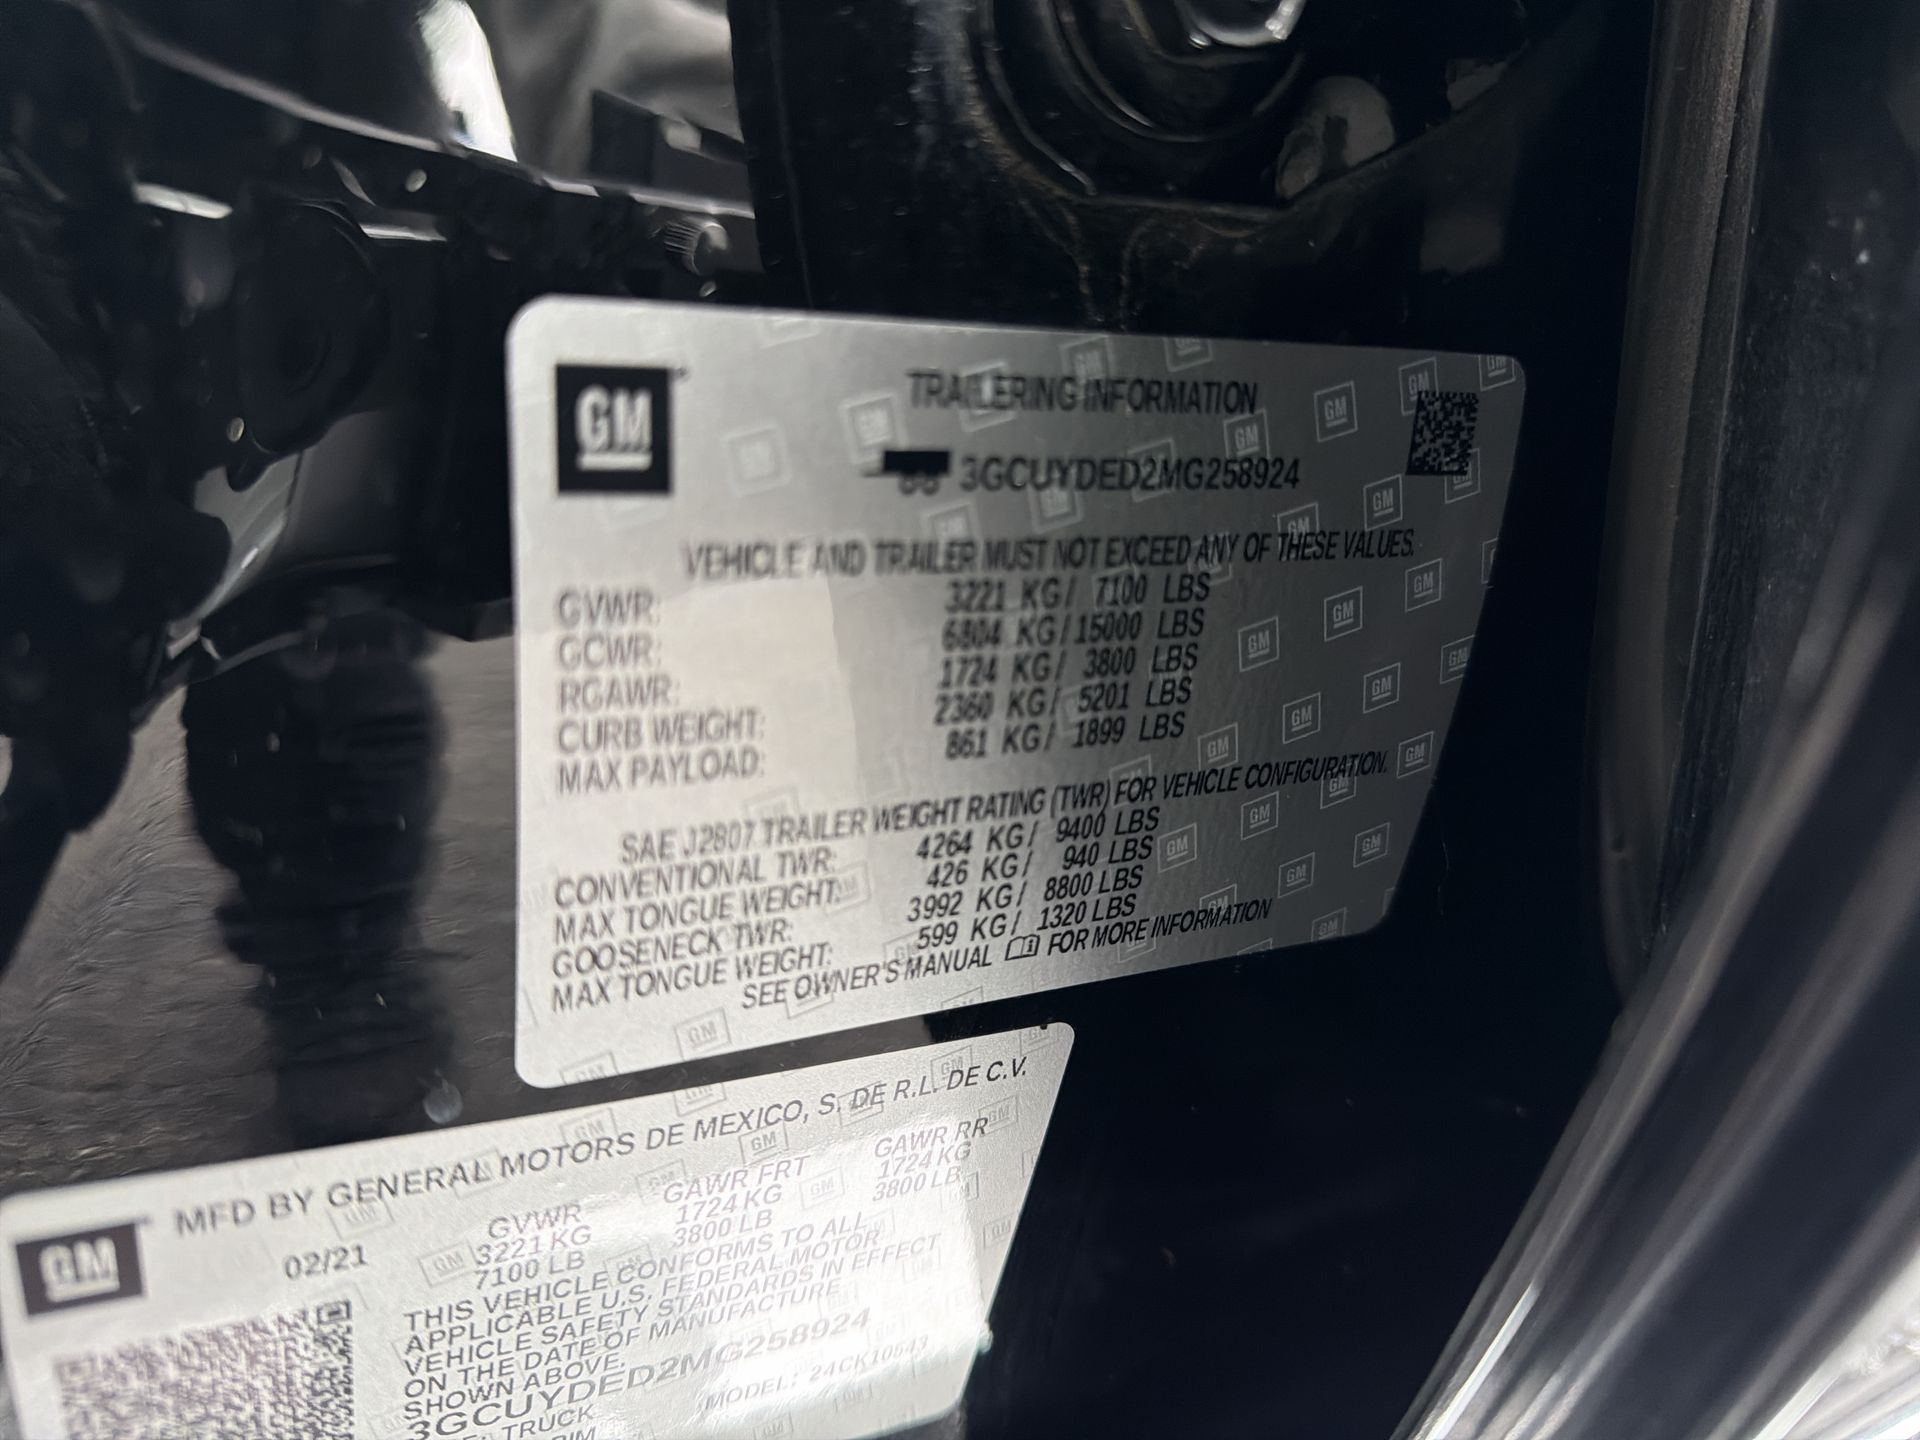 GM
TRAILERING INFORMATION
3GCUYDED2MG258924
VEHICLE AND TRAILER MUST NOT EXCEED ANY OF THESE VALUES.
GVWR: 3221 KG/ 7100 LBS
GCWR: 6804 KG/15000 LBS
RGAWR: 1724 KG/ 3800 LBS
CURB WEIGHT: 2360 KG/ 5201 LBS
MAX PAYLOAD: 861 KG/ 1899 LBS
SAE J2807 TRAILER WEIGHT RATING (TWR) FOR VEHICLE CONFIGURATION.
CONVENTIONAL TWR: 4264 KG/ 9400 LBS
MAX TONGUE WEIGHT: 426 KG/ 940 LBS
GOOSENECK TWR: 3992 KG/ 8800 LBS
MAX TONGUE WEIGHT: 599 KG/ 1320 LBS
SEE OWNER'S MANUAL FOR MORE INFORMATION
GM
MFD BY GENERAL MOTORS DE MEXICO, S. DE R.L. DE C.V.
02/21
GVWR GAWR FRT GAWR RR
3221 KG 1724 KG 1724 KG
7100 LB 3800 LB 3800 LB
THIS VEHICLE CONFORMS TO ALL
APPLICABLE U.S. FEDERAL MOTOR
VEHICLE SAFETY STANDARDS IN EFFECT
ON THE DATE OF MANUFACTURE
SHOWN ABOVE.
3GCUYDED2MG258924
TRUCK MODEL: 24CK10543